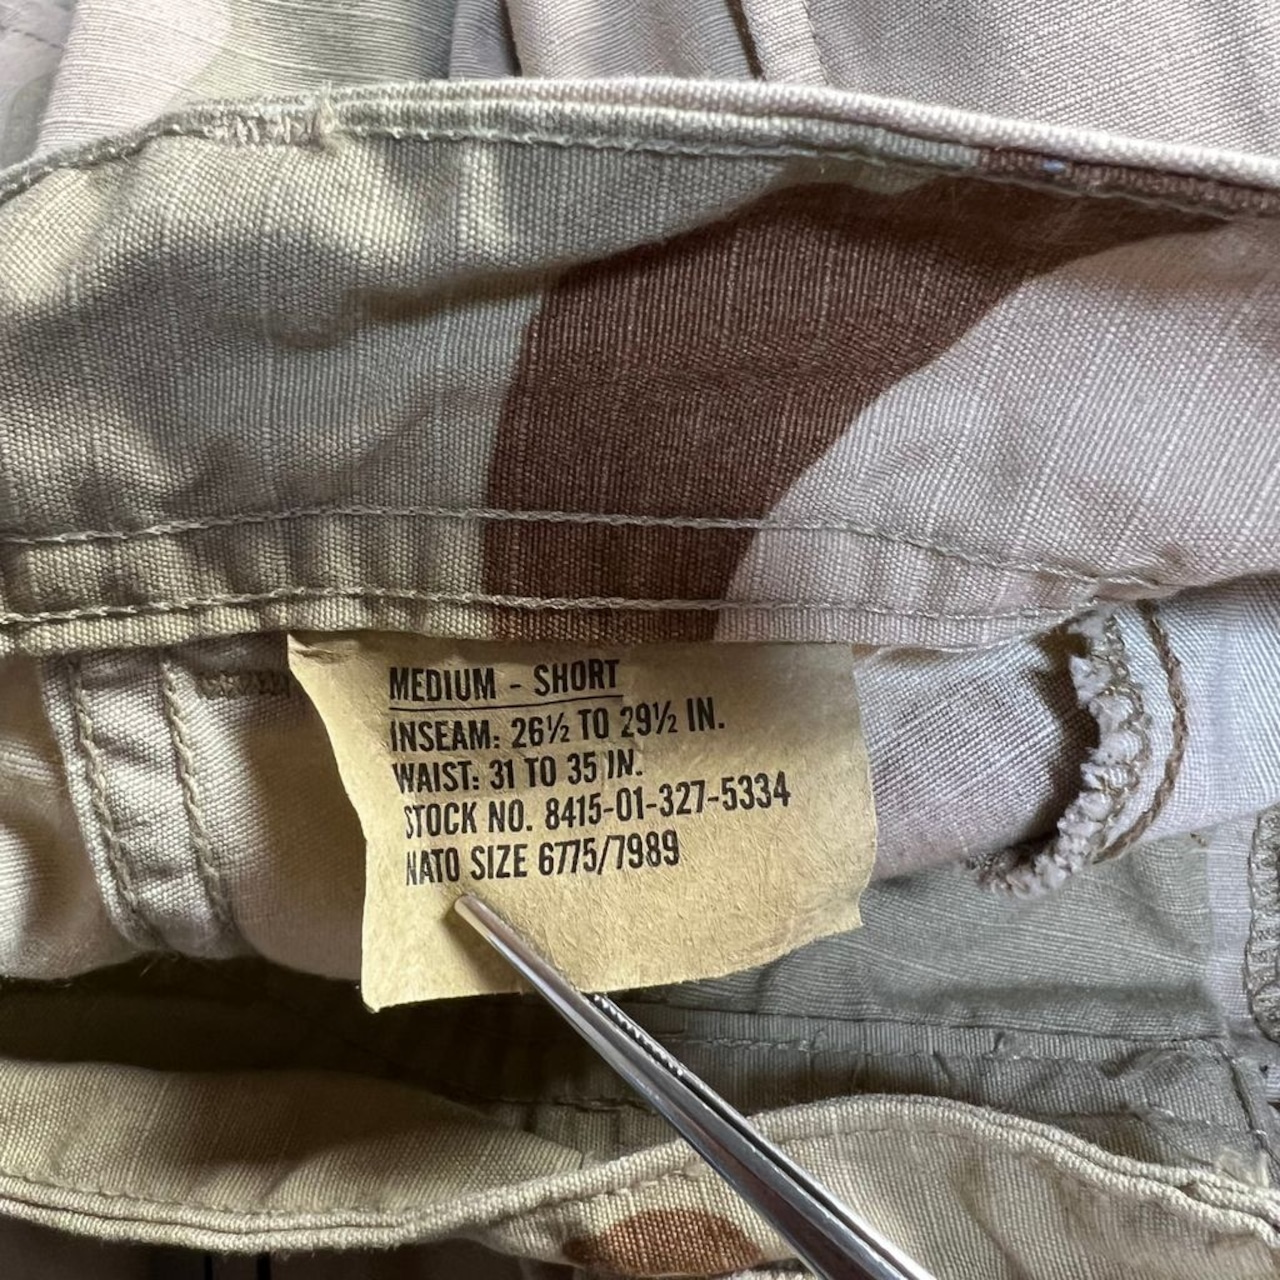 MEDIUM - SHORT
INSEAM: 26½ TO 29½ IN.
WAIST: 31 TO 35 IN.
STOCK NO. 8415-01-327-5334
NATO SIZE 6775/7989